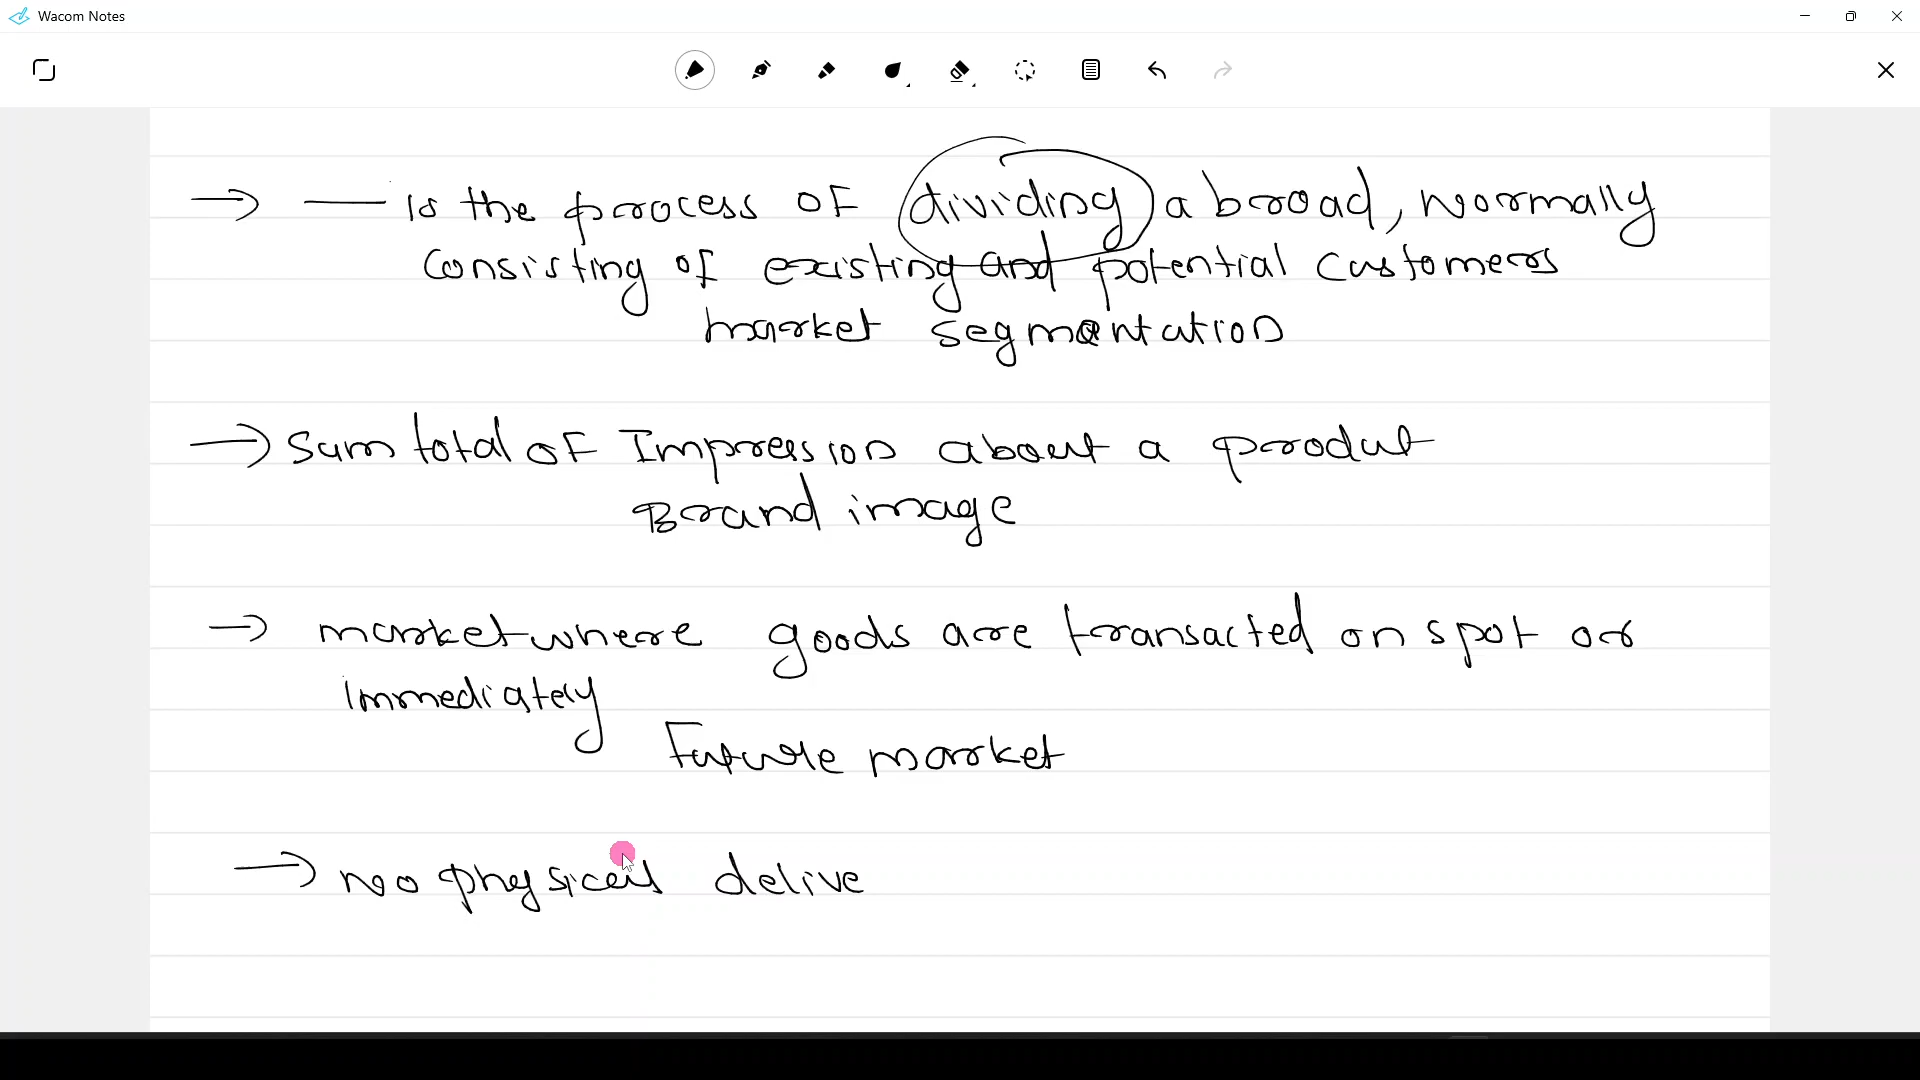 Wacom Notes
→ — is the process of dividing a broad, normally
consisting of existing and potential customers
market segmentation
→ Sum total of Impression about a product
Brand image
→ market where goods are transacted on spot or
immediately
Future market
→ No physical delive